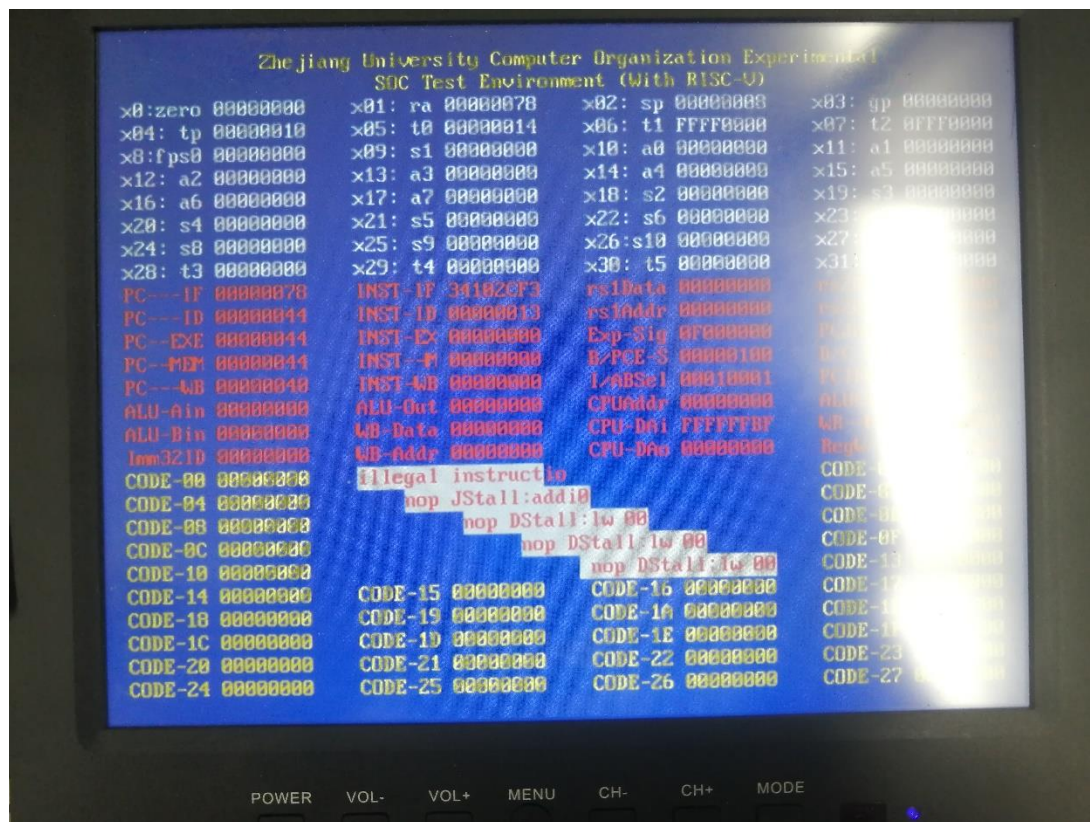 Zhejiang University Computer Organization Experimental
SOC Test Environment (With RISC-V)
x0:zero 00000000 x01: ra 00000078 x02: sp 00000008 x03: gp 00000000
x04: tp 00000010 x05: t0 00000014 x06: t1 FFFF0000 x07: t2 0FFF0000
x8:fps0 00000000 x09: s1 00000000 x10: a0 00000000 x11: a1 00000000
x12: a2 00000000 x13: a3 00000000 x14: a4 00000000 x15: a5 00000000
x16: a6 00000000 x17: a7 00000000 x18: s2 00000000 x19: s3 00000000
x20: s4 00000000 x21: s5 00000000 x22: s6 00000000 x23:
x24: s8 00000000 x25: s9 00000000 x26:s10 00000000 x27:
x28: t3 00000000 x29: t4 00000000 x30: t5 00000000 x31:
PC---IF 00000078 INST-IF 34102CF3 rs1Data 00000000
PC---ID 00000044 INST-ID 00000013 rs1Addr 00000000
PC--EXE 00000044 INST-EX 00000000 Exp-Sig 0F000000
PC--MEM 00000044 INST--M 00000000 B/PCE-S 00000100
PC---WB 00000040 INST-WB 00000000 I/ABSel 00010001
ALU-Ain 00000000 ALU-Out 00000000 CPUAddr 00000000
ALU-Bin 00000000 WB-Data 00000000 CPU-DAi FFFFFFBF
Imm32ID 00000000 WB-Addr 00000000 CPU-DAo 00000000
CODE-00 00000000 illegal instructio
CODE-04 00000000 nop JStall:addi0
CODE-08 00000000 nop DStall:lw 00
CODE-0C 00000000 nop DStall:lw 00
CODE-10 00000000 nop DStall:lw 00 CODE-13
CODE-14 00000000 CODE-15 00000000 CODE-16 00000000
CODE-18 00000000 CODE-19 00000000 CODE-1A 00000000
CODE-1C 00000000 CODE-1D 00000000 CODE-1E 00000000
CODE-20 00000000 CODE-21 00000000 CODE-22 00000000 CODE-23
CODE-24 00000000 CODE-25 00000000 CODE-26 00000000 CODE-27
POWER VOL- VOL+ MENU CH- CH+ MODE